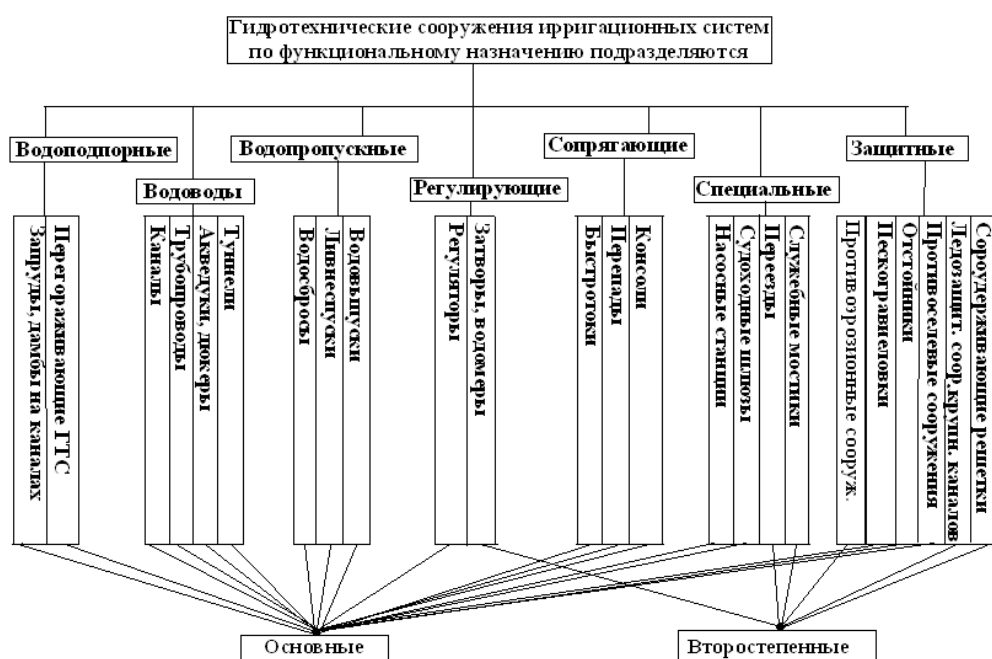 Гидротехнические сооружения ирригационных систем
по функциональному назначению подразделяются
Водоподпорные
Водопропускные
Сопрягающие
Защитные
Водоводы
Регулирующие
Специальные
Запруды, дамбы на каналах
Перегораживающие ГТС
Каналы
Трубопроводы
Акведуки, дюкеры
Туннели
Водосбросы
Ливнеспуски
Водовыпуски
Регуляторы
Затворы, водомеры
Быстротоки
Перепады
Консоли
Насосные станции
Судоходные шлюзы
Переезды
Служебные мостики
Противоэрозионные сооруж.
Пескогравиеловки
Отстойники
Противоселевые сооружения
Ледозащит. соор,крупн. каналов
Сороудерживающие решетки
Основные
Второстепенные